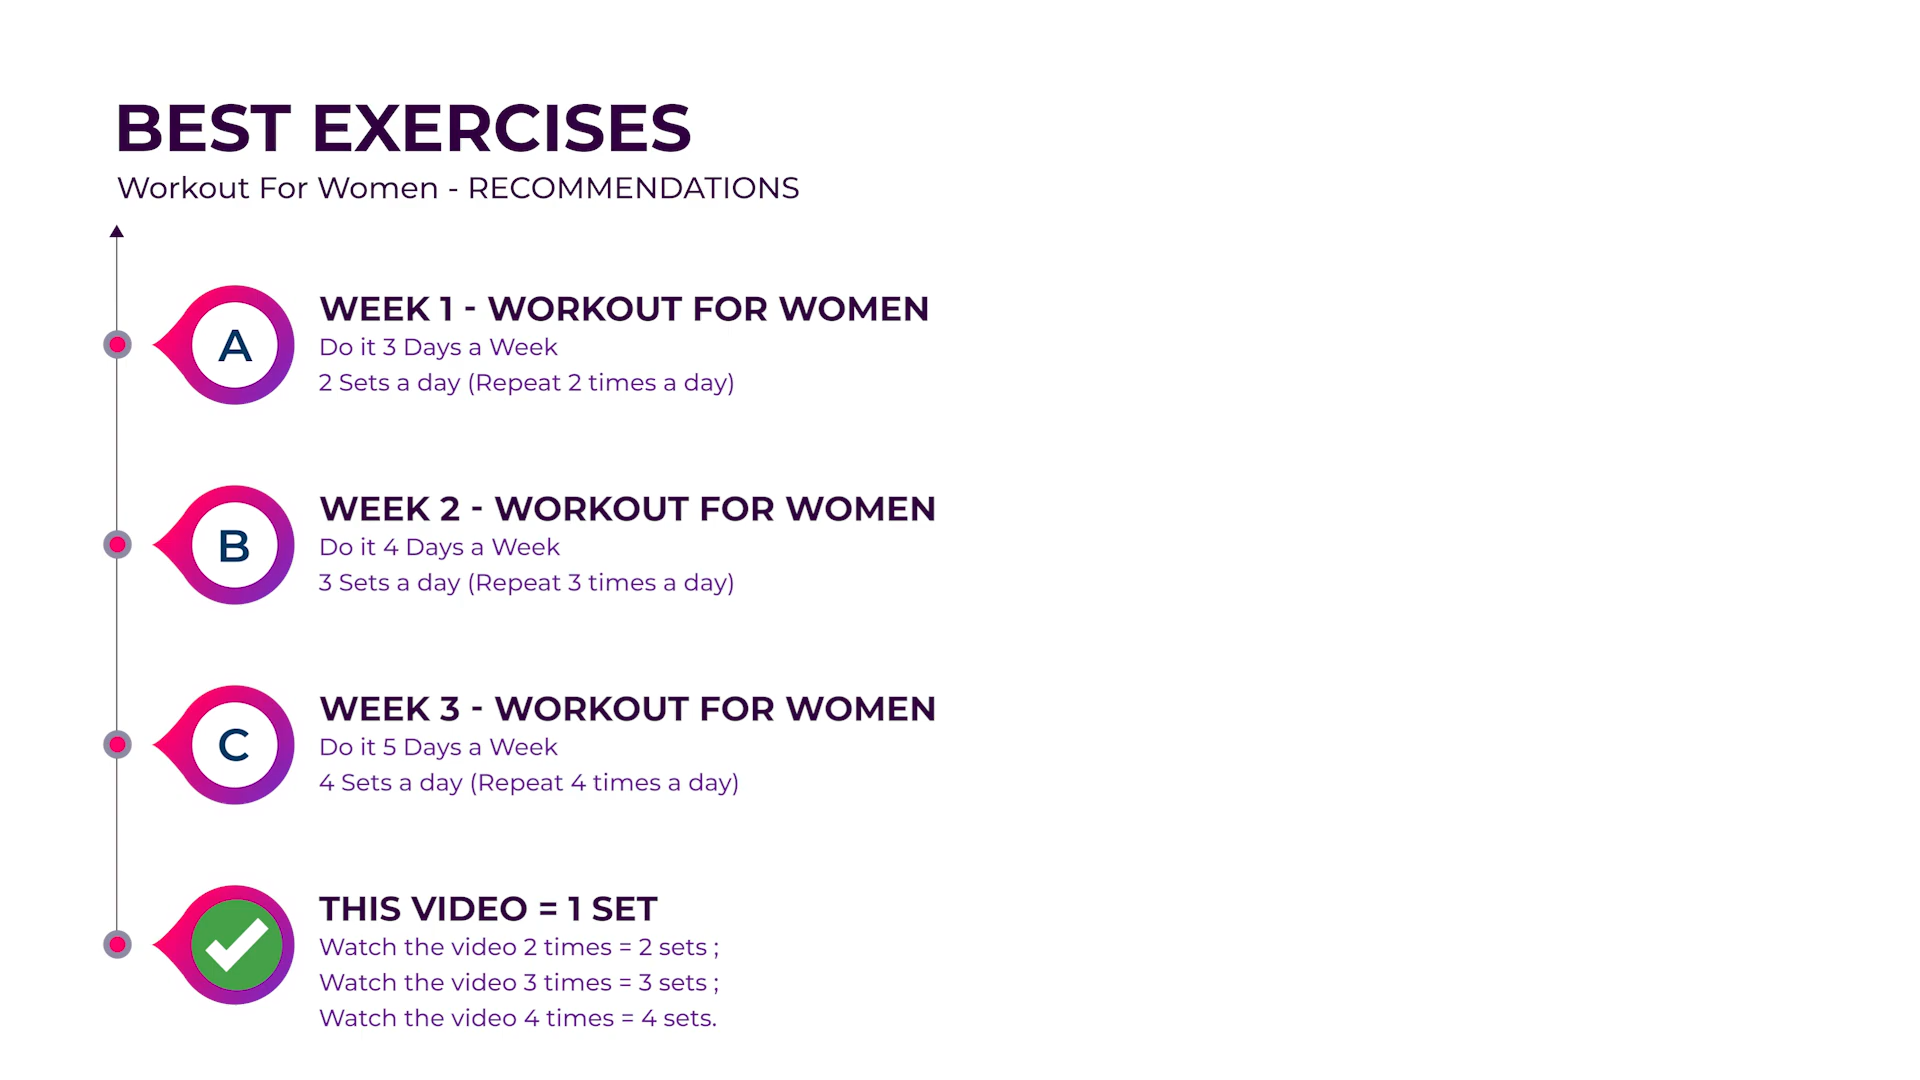 BEST EXERCISES
Workout For Women - RECOMMENDATIONS
A
WEEK 1 - WORKOUT FOR WOMEN
Do it 3 Days a Week
2 Sets a day (Repeat 2 times a day)
B
WEEK 2 - WORKOUT FOR WOMEN
Do it 4 Days a Week
3 Sets a day (Repeat 3 times a day)
C
WEEK 3 - WORKOUT FOR WOMEN
Do it 5 Days a Week
4 Sets a day (Repeat 4 times a day)
THIS VIDEO = 1 SET
Watch the video 2 times = 2 sets ;
Watch the video 3 times = 3 sets ;
Watch the video 4 times = 4 sets.